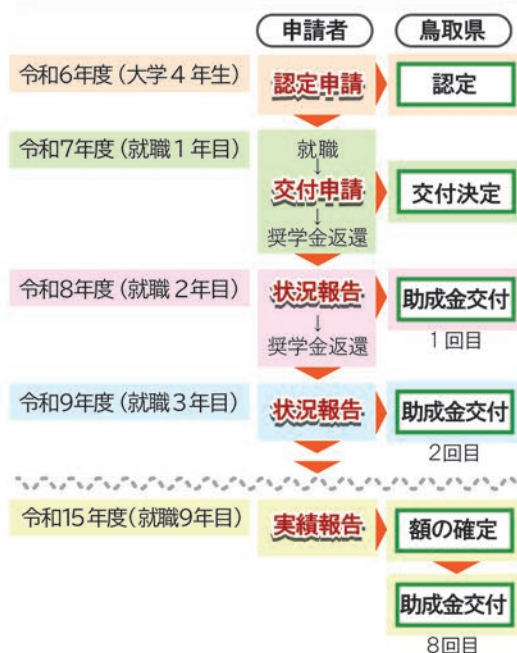 申請者 鳥取県
令和6年度(大学4年生) 認定申請 認定
令和7年度(就職1年目) 就職
↓
交付申請 交付決定
↓
奨学金返還
令和8年度(就職2年目) 状況報告 助成金交付
↓ 1回目
奨学金返還
令和9年度(就職3年目) 状況報告 助成金交付
2回目
令和15年度(就職9年目) 実績報告 額の確定
助成金交付
8回目